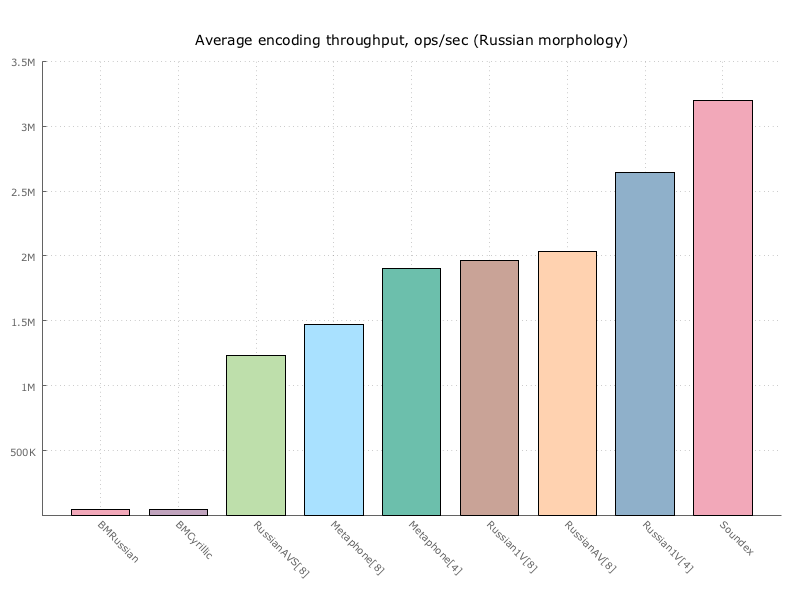 Average encoding throughput, ops/sec (Russian morphology)
3.5M
3M
2.5M
2M
1.5M
1M
500K
BMRussian
BMCyrillic
RussianAVS[8]
Metaphone[8]
Metaphone[4]
Russian1V[8]
RussianAV[8]
Russian1V[4]
Soundex